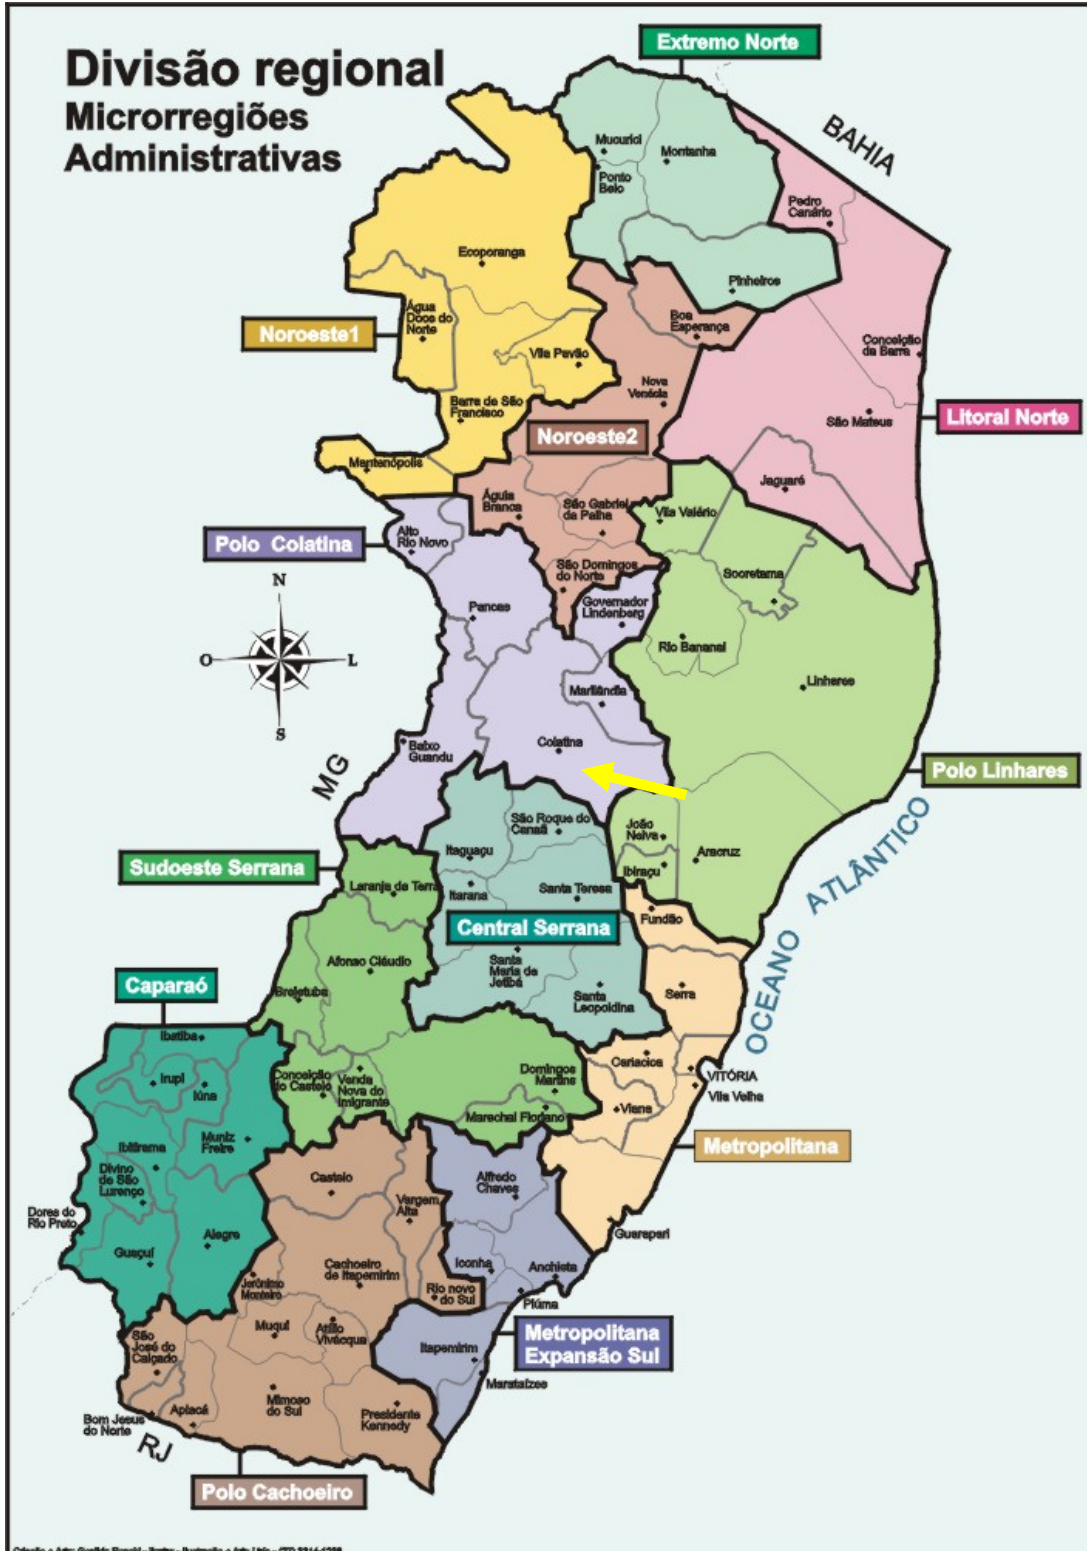 Divisão regional
Microrregiões
Administrativas
Extremo Norte
BAHIA
Mucurici
Montanha
Ponto
Belo
Pedro
Canário
Ecoporanga
Pinheiros
Água
Doce do
Norte
Boa
Esperança
Noroeste1
Vila Pavão
Conceição
da Barra
Nova
Venécia
Barra de São
Francisco
São Mateus
Litoral Norte
Noroeste2
Mantenópolis
Jaguaré
Águia
Branca
São Gabriel
da Palha
Vila Valério
Alto
Rio Novo
Polo Colatina
São Domingos
do Norte
Sooretama
N
O
L
S
Pancas
Governador
Lindenberg
Rio Bananal
Linhares
Marilândia
Colatina
Baixo
Guandu
MG
Polo Linhares
São Roque do
Canaã
João
Neiva
Aracruz
Itaguaçu
Ibiraçu
Sudoeste Serrana
Laranja da Terra
Itarana
Santa Teresa
OCEANO ATLÂNTICO
Fundão
Central Serrana
Afonso Cláudio
Santa
Maria de
Jetibá
Santa
Leopoldina
Serra
Caparaó
Brejetuba
Ibatiba
Irupi
Iúna
Conceição
do Castelo
Venda
Nova do
Imigrante
Domingos
Martins
Cariacica
VITÓRIA
Vila Velha
Viana
Marechal Floriano
Muniz
Freire
Ibitirama
Metropolitana
Divino
de São
Lurenço
Castelo
Alfredo
Chaves
Vargem
Alta
Dores do
Rio Preto
Guarapari
Alegre
Guaçuí
Cachoeiro
de Itapemirim
Iconha
Anchieta
Jerônimo
Monteiro
Rio novo
do Sul
Piúma
São
José do
Calçado
Muqui
Atílio
Vivácqua
Metropolitana
Expansão Sul
Itapemirim
Marataízes
Mimoso
do Sul
Apiacá
Presidente
Kennedy
Bom Jesus
do Norte
RJ
Polo Cachoeiro